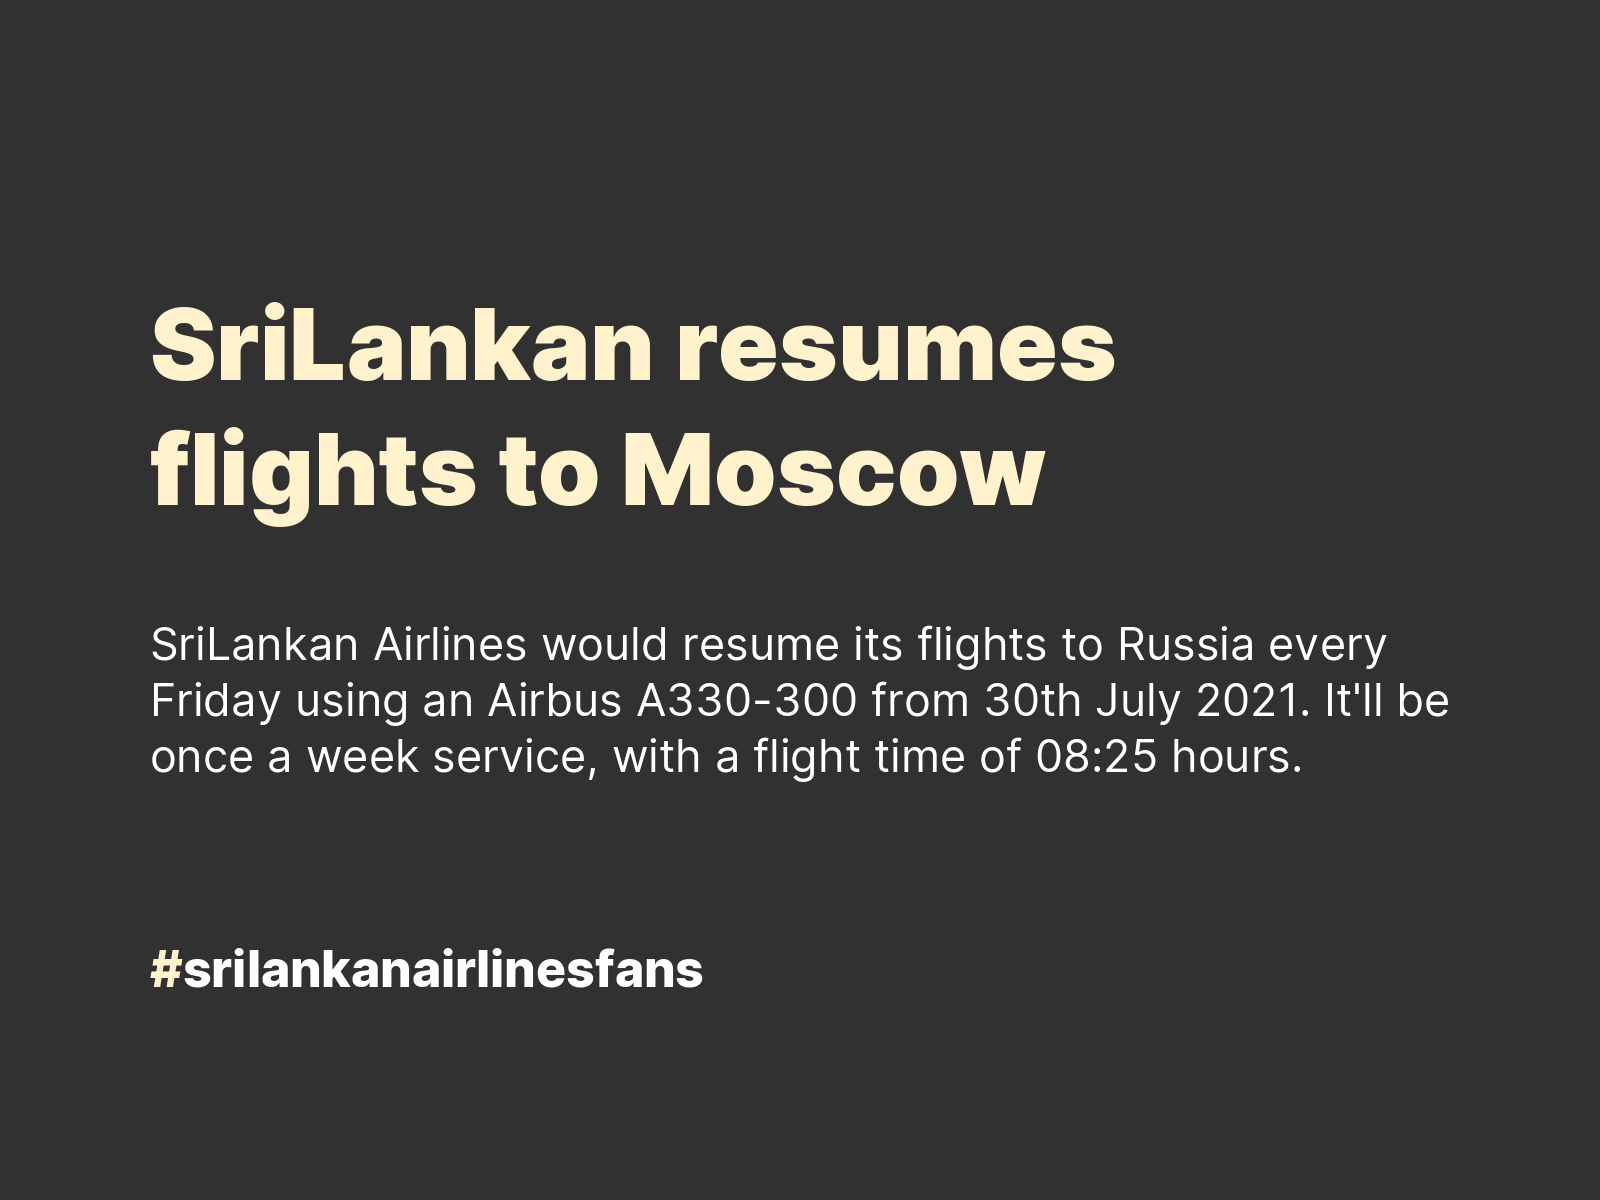 SriLankan resumes
flights to Moscow
SriLankan Airlines would resume its flights to Russia every
Friday using an Airbus A330-300 from 30th July 2021. It'll be
once a week service, with a flight time of 08:25 hours.
#srilankanairlinesfans